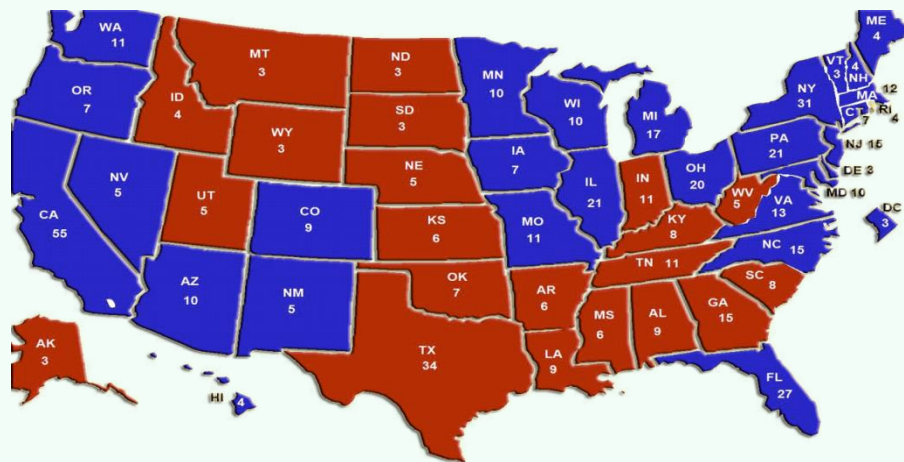 WA
11
OR
7
CA
55
NV
5
ID
4
MT
3
WY
3
UT
5
AZ
10
CO
9
NM
5
ND
3
SD
3
NE
5
KS
6
OK
7
TX
34
MN
10
IA
7
MO
11
AR
6
LA
9
WI
10
IL
21
MI
17
IN
11
OH
20
KY
8
TN 11
MS
6
AL
9
GA
15
FL
27
SC
8
NC 15
VA
13
WV
5
PA
21
NY
31
VT
3
4
NH
ME
4
12
MA
RI
4
CT
7
NJ 15
DE 3
MD 10
DC
3
AK
3
HI
4